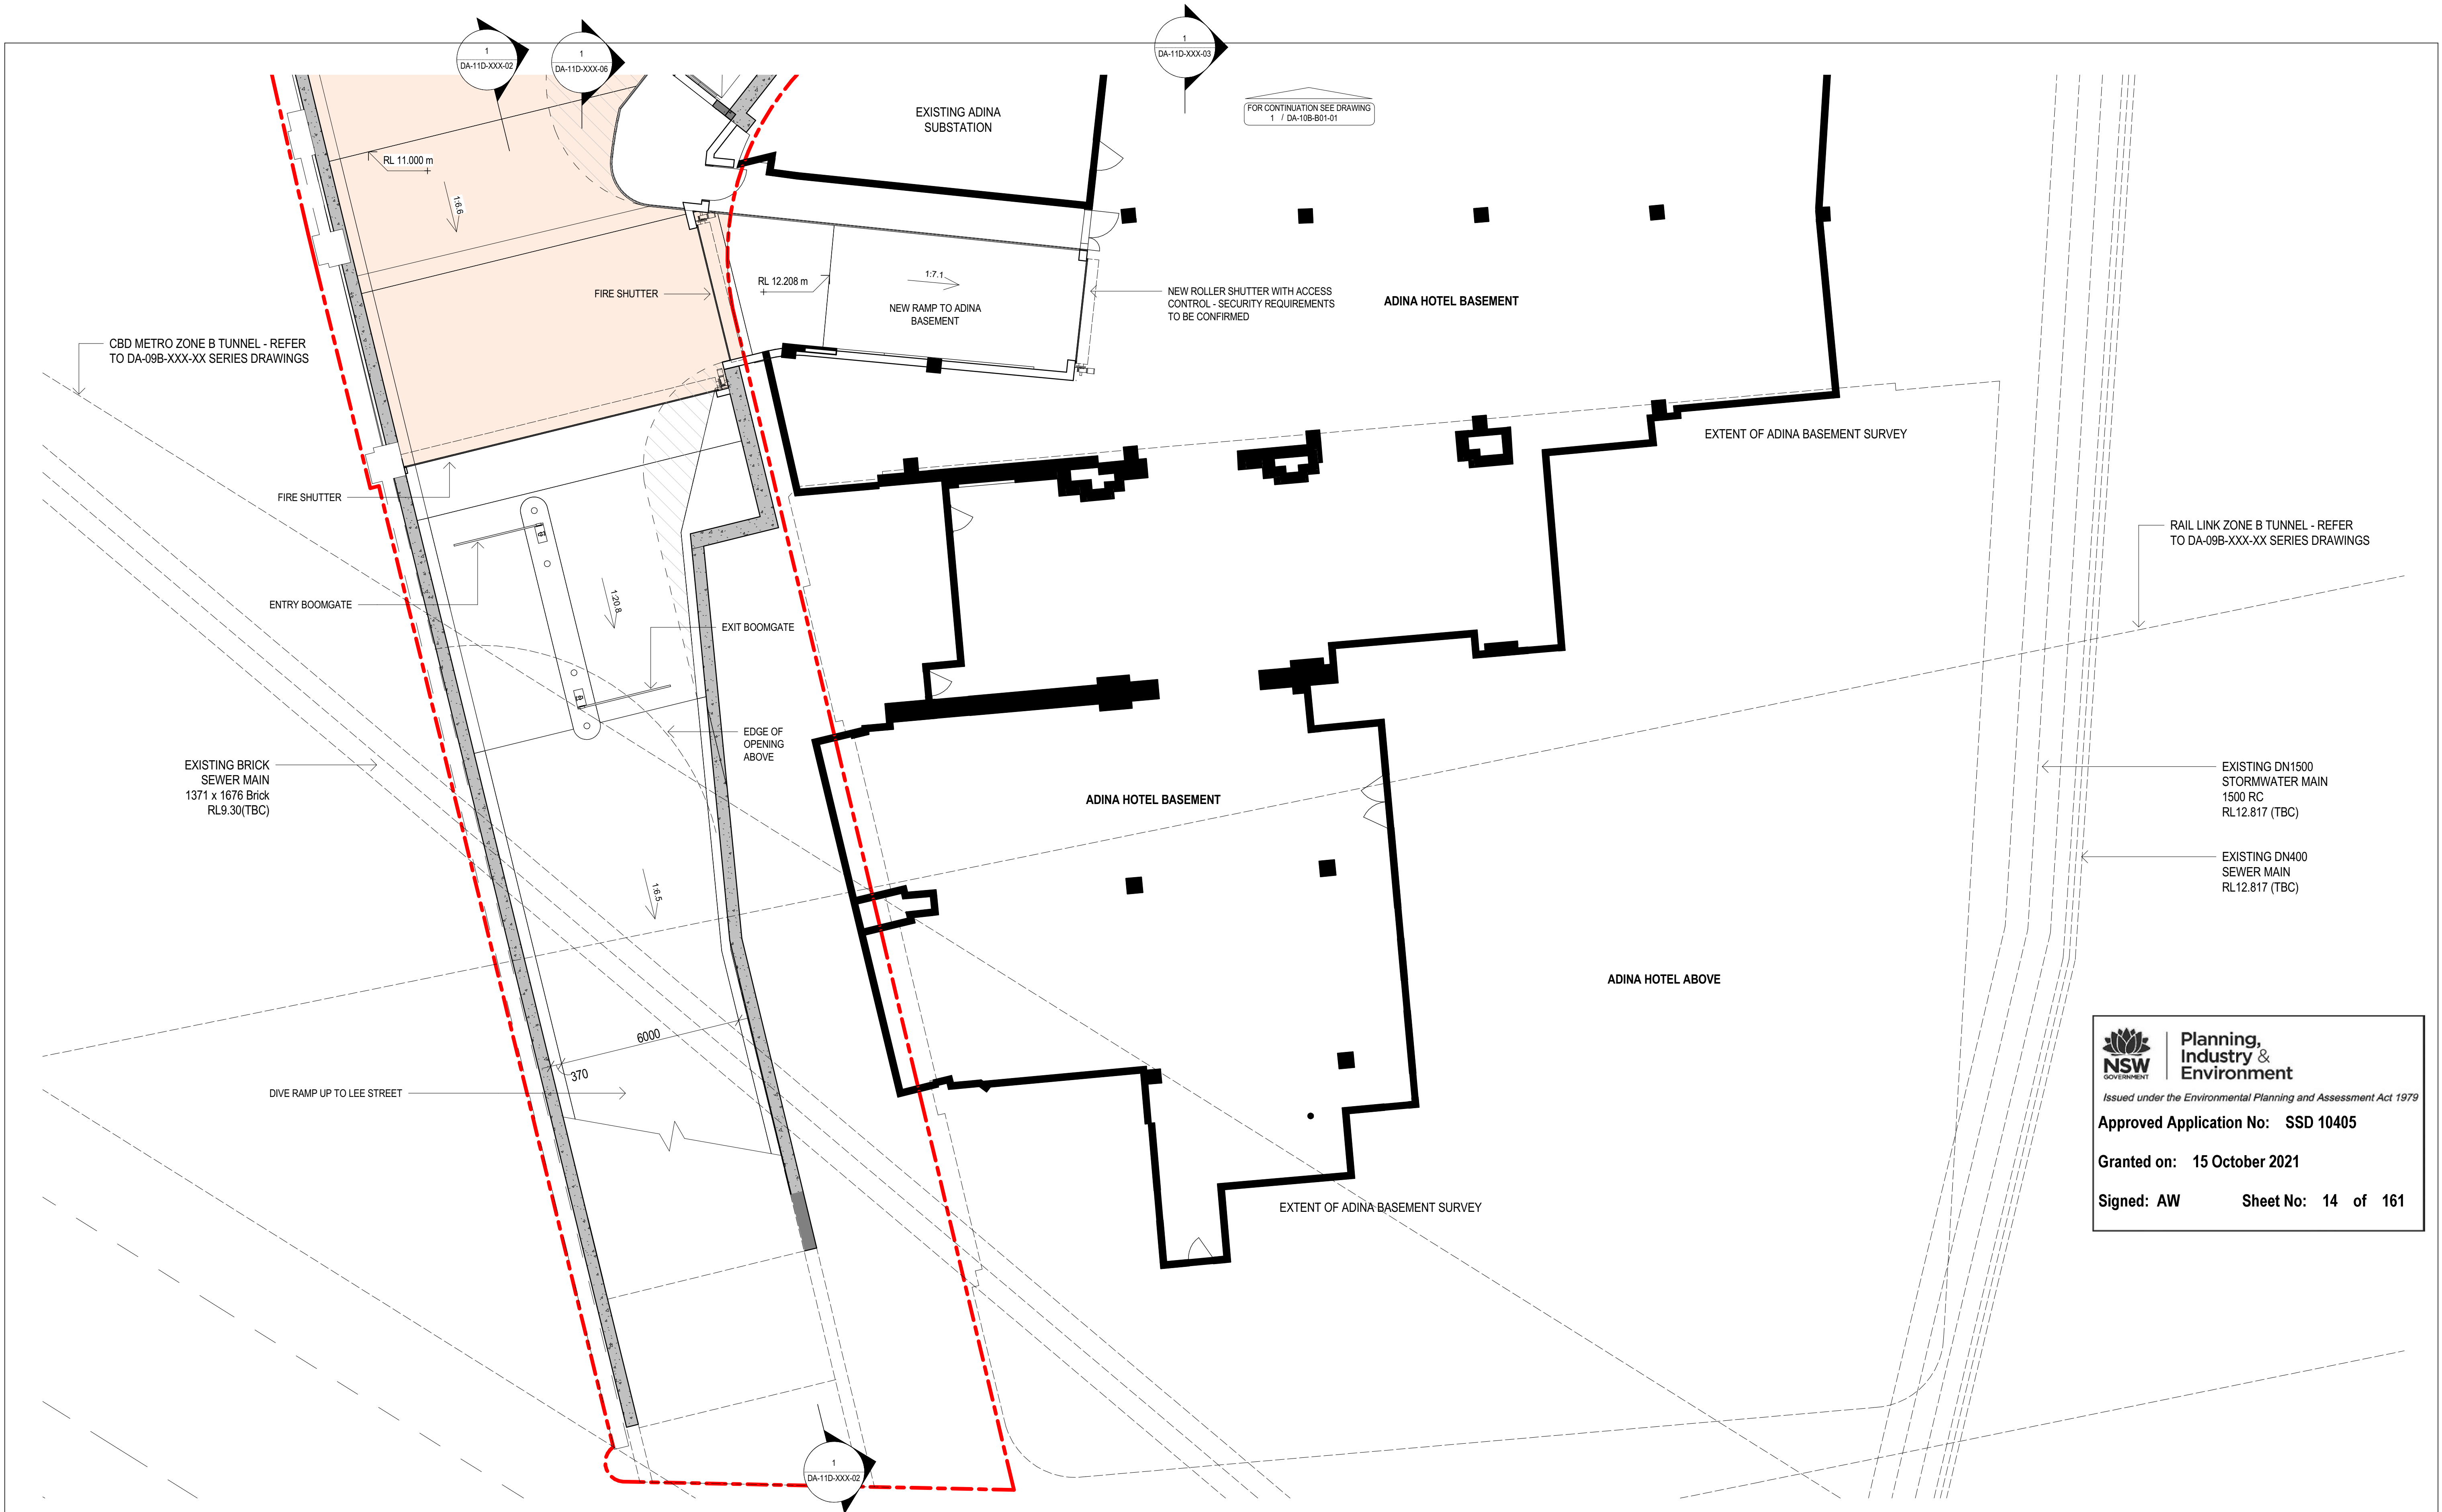 1
DA-11D-XXX-02
1
DA-11D-XXX-06
1
DA-11D-XXX-03
FOR CONTINUATION SEE DRAWING
1 / DA-10B-B01-01
EXISTING ADINA
SUBSTATION
RL 11.000 m
1:6.6
FIRE SHUTTER
RL 12.208 m
1:7.1
NEW RAMP TO ADINA
BASEMENT
NEW ROLLER SHUTTER WITH ACCESS
CONTROL - SECURITY REQUIREMENTS
TO BE CONFIRMED
ADINA HOTEL BASEMENT
CBD METRO ZONE B TUNNEL - REFER
TO DA-09B-XXX-XX SERIES DRAWINGS
EXTENT OF ADINA BASEMENT SURVEY
FIRE SHUTTER
RAIL LINK ZONE B TUNNEL - REFER
TO DA-09B-XXX-XX SERIES DRAWINGS
ENTRY BOOMGATE
1:20.8
EXIT BOOMGATE
EDGE OF
OPENING
ABOVE
EXISTING BRICK
SEWER MAIN
1371 x 1676 Brick
RL9.30(TBC)
ADINA HOTEL BASEMENT
EXISTING DN1500
STORMWATER MAIN
1500 RC
RL12.817 (TBC)
EXISTING DN400
SEWER MAIN
RL12.817 (TBC)
1:6.5
ADINA HOTEL ABOVE
6000
370
DIVE RAMP UP TO LEE STREET
EXTENT OF ADINA BASEMENT SURVEY
NSW
GOVERNMENT
Planning,
Industry &
Environment
Issued under the Environmental Planning and Assessment Act 1979
Approved Application No: SSD 10405
Granted on: 15 October 2021
Signed: AW Sheet No: 14 of 161
1
DA-11D-XXX-02